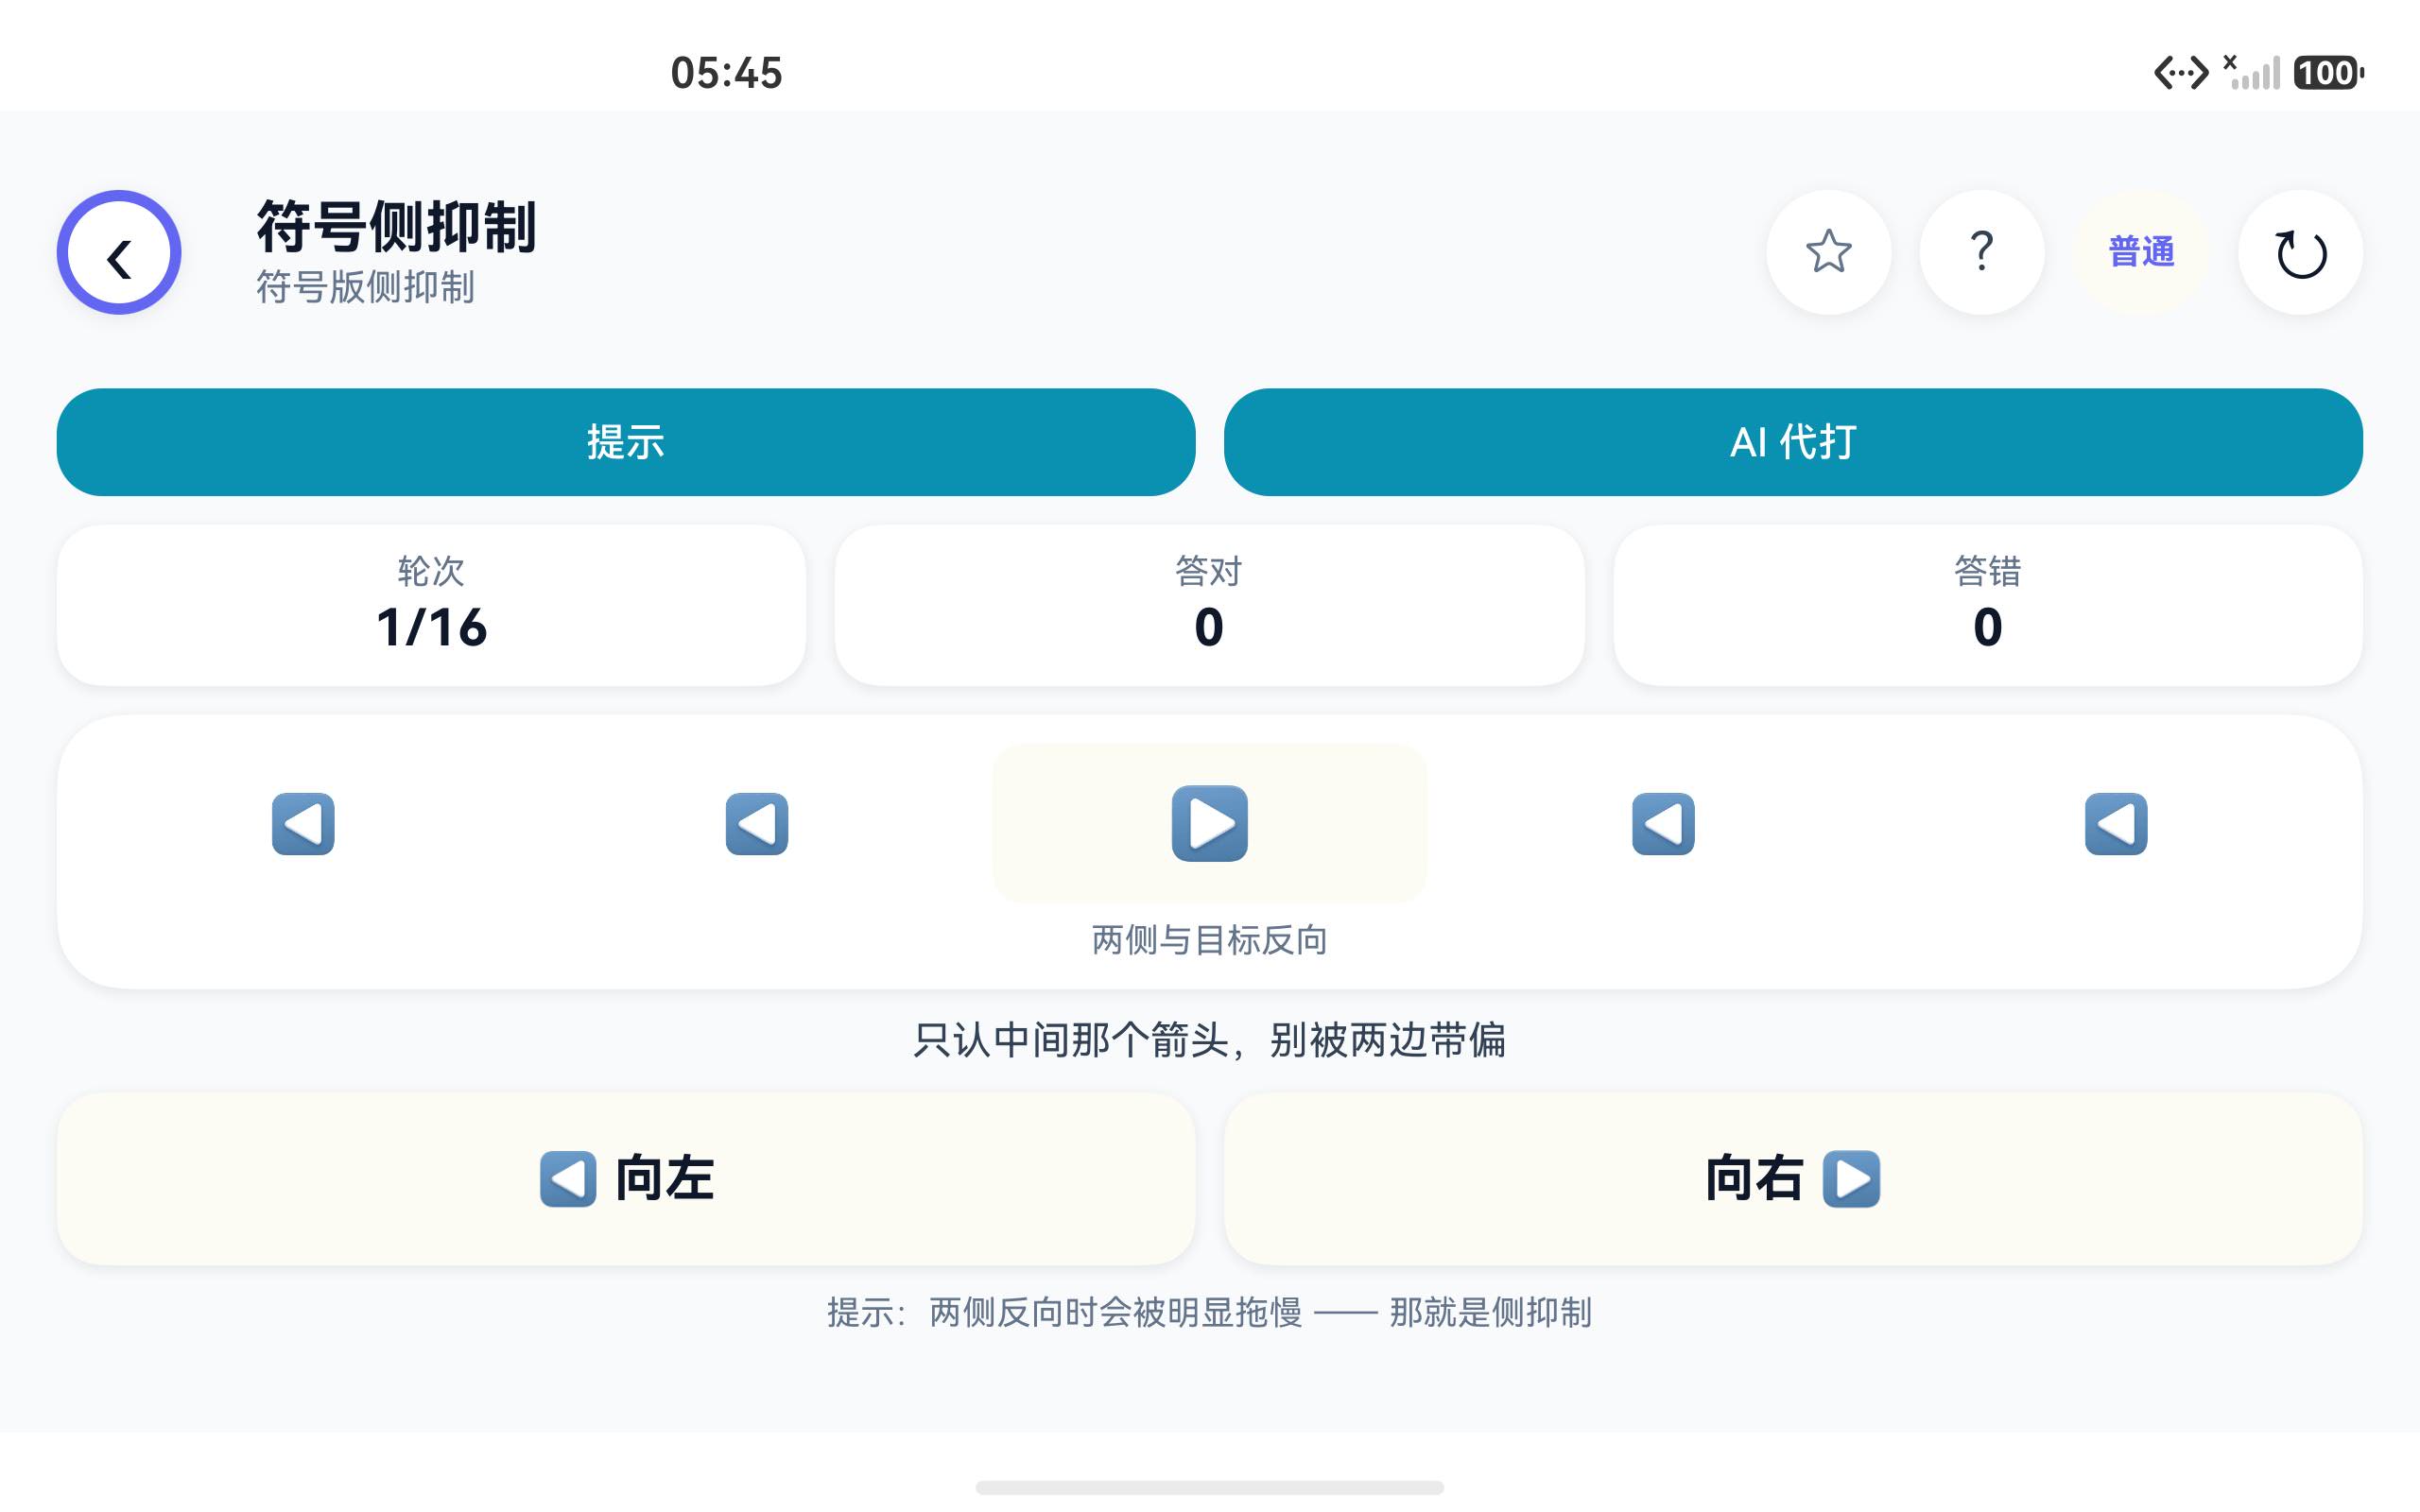 05:45
100
符号侧抑制
符号版侧抑制
?
普通
提示
AI 代打
轮次
答对
答错
1/16
0
0
两侧与目标反向
只认中间那个箭头，别被两边带偏
向左
向右
提示：两侧反向时会被明显拖慢 —— 那就是侧抑制